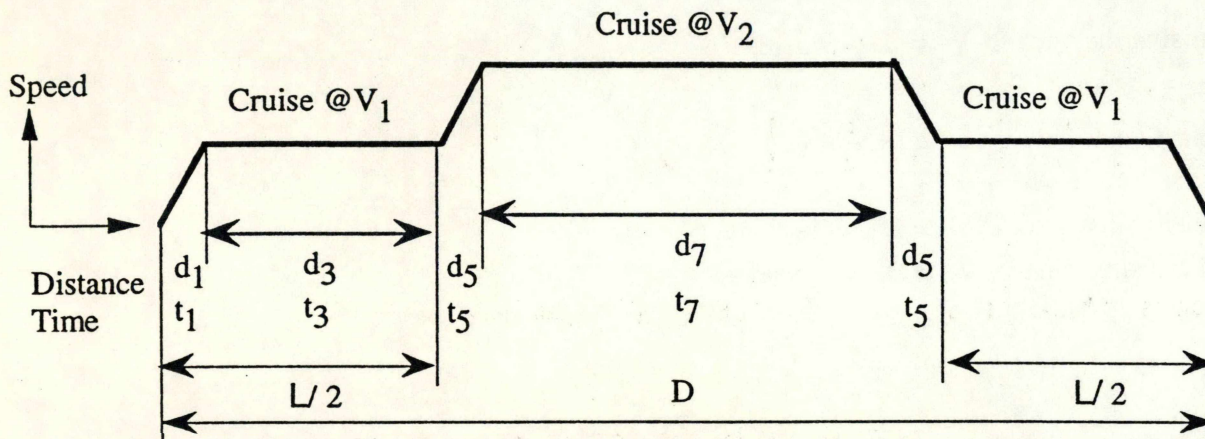 Cruise @V2
Speed
Cruise @V1
Cruise @V1
Distance
Time
d1
d3
d5
d7
d5
t1
t3
t5
t7
t5
L/2
D
L/2